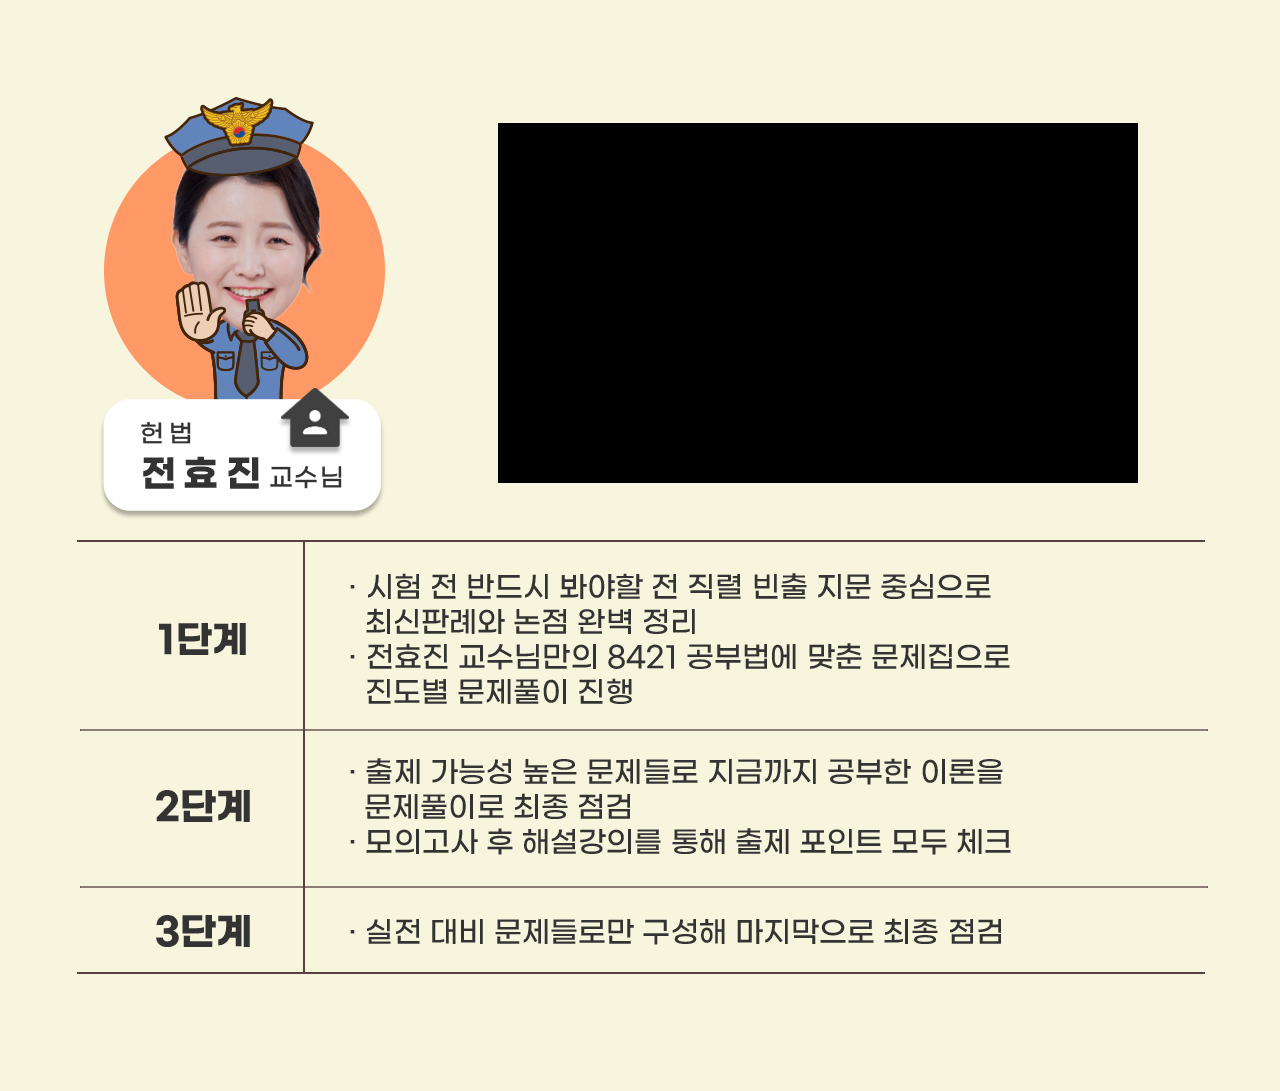 헌법
전효진 교수님
1단계
· 시험 전 반드시 봐야할 전 직렬 빈출 지문 중심으로
최신판례와 논점 완벽 정리
· 전효진 교수님만의 8421 공부법에 맞춘 문제집으로
진도별 문제풀이 진행
2단계
· 출제 가능성 높은 문제들로 지금까지 공부한 이론을
문제풀이로 최종 점검
· 모의고사 후 해설강의를 통해 출제 포인트 모두 체크
3단계
· 실전 대비 문제들로만 구성해 마지막으로 최종 점검